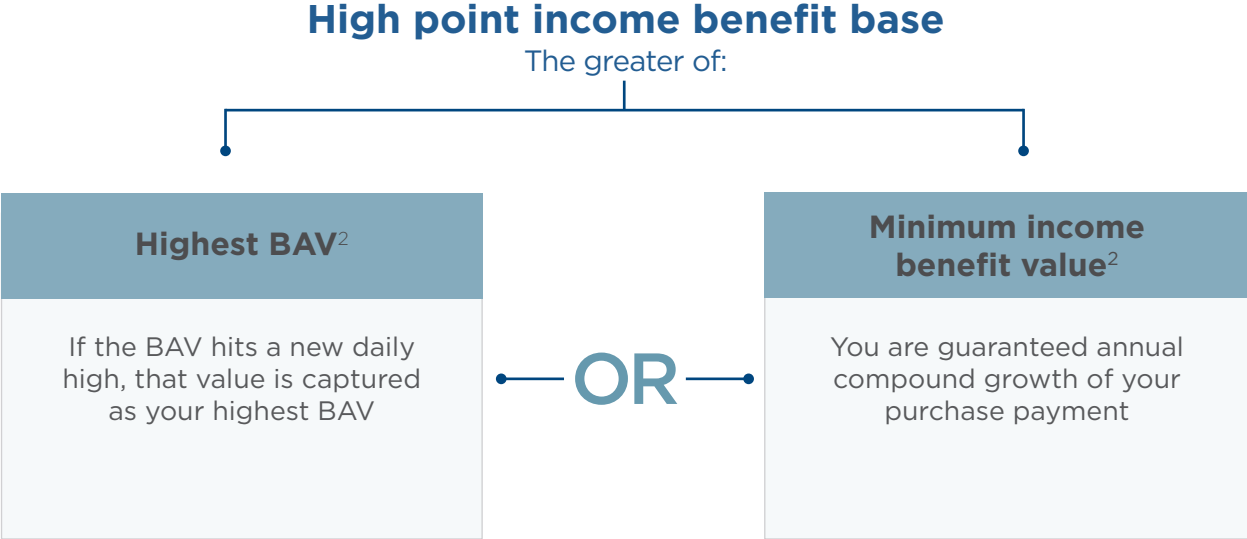 High point income benefit base
The greater of:
Highest BAV2
If the BAV hits a new daily
high, that value is captured
as your highest BAV
OR
Minimum income
benefit value2
You are guaranteed annual
compound growth of your
purchase payment